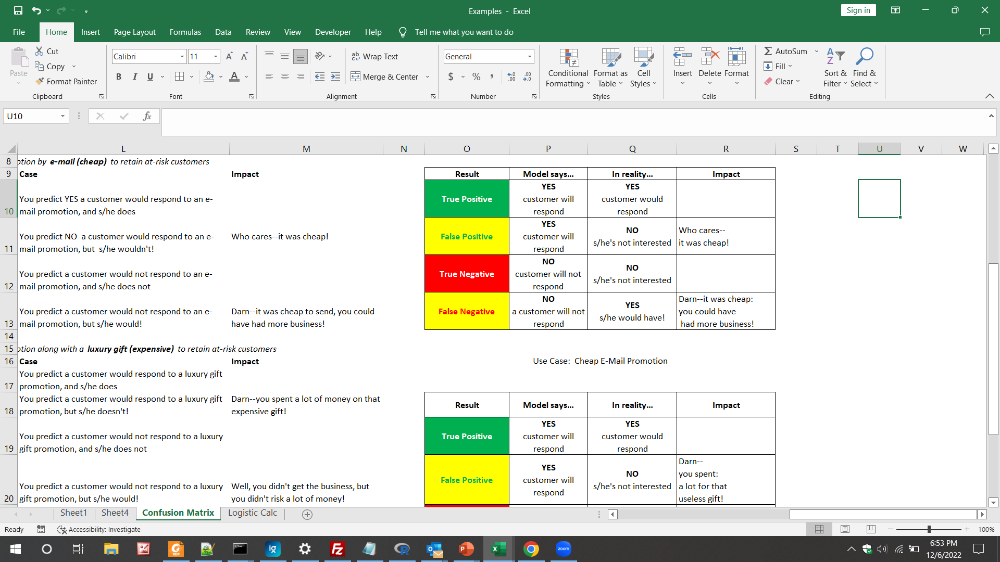 Examples - Excel
Sign in
File Home Insert Page Layout Formulas Data Review View Developer Help Tell me what you want to do
Paste
Cut
Copy
Format Painter
Clipboard
Calibri 11
B I U
Font
Wrap Text
Merge & Center
Alignment
General
$ % ,
Number
Conditional Formatting
Format as Table
Cell Styles
Styles
Insert Delete Format
Cells
AutoSum
Fill
Clear
Sort & Filter
Find & Select
Editing
U10
fx
L M N O P Q R S T U V W
8 otion by e-mail (cheap) to retain at-risk customers
9 Case Impact Result Model says... In reality... Impact
10 You predict YES a customer would respond to an e-
mail promotion, and s/he does
True Positive
YES
customer will
respond
YES
customer would
respond
11 You predict NO a customer would respond to an e-
mail promotion, but s/he wouldn't!
Who cares--it was cheap!
False Positive
YES
customer will
respond
NO
s/he's not interested
Who cares--
it was cheap!
12 You predict a customer would not respond to an e-
mail promotion, and s/he does not
True Negative
NO
customer will not
respond
NO
s/he's not interested
13 You predict a customer would not respond to an e-
mail promotion, but s/he would!
Darn--it was cheap to send, you could
have had more business!
False Negative
NO
a customer will not
respond
YES
s/he would have!
Darn--it was cheap:
you could have
had more business!
14
15 otion along with a luxury gift (expensive) to retain at-risk customers
16 Case Impact Use Case: Cheap E-Mail Promotion
17 You predict a customer would respond to a luxury gift
promotion, and s/he does
18 You predict a customer would respond to a luxury gift
promotion, but s/he doesn't!
Darn--you spent a lot of money on that
expensive gift!
Result Model says... In reality... Impact
19 You predict a customer would not respond to a luxury
gift promotion, and s/he does not
True Positive
YES
customer will
respond
YES
customer would
respond
20 You predict a customer would not respond to a luxury
gift promotion, but s/he would!
Well, you didn't get the business, but
you didn't risk a lot of money!
False Positive
YES
customer will
respond
NO
s/he's not interested
Darn--
you spent:
a lot for that
useless gift!
Sheet1 Sheet4 Confusion Matrix Logistic Calc
Ready Accessibility: Investigate 100%
6:53 PM
12/6/2022